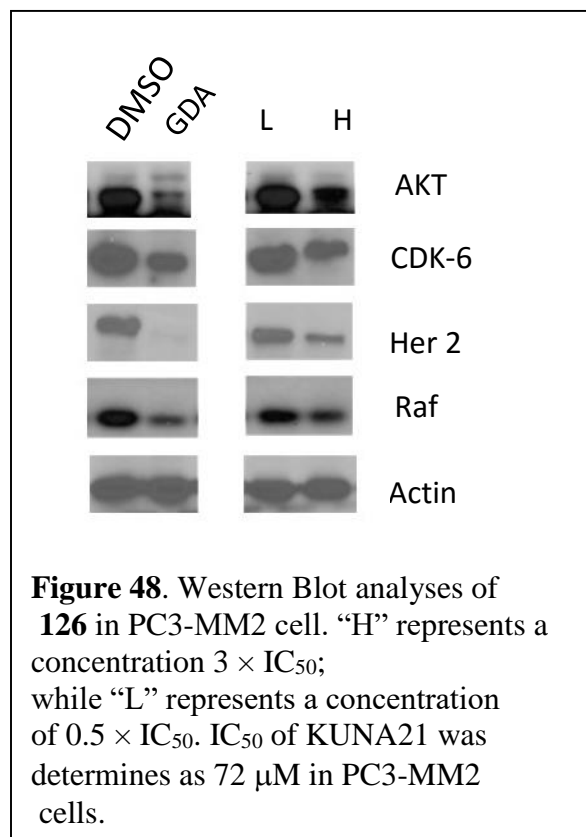 DMSO GDA L H
AKT
CDK-6
Her 2
Raf
Actin
Figure 48. Western Blot analyses of
126 in PC3-MM2 cell. “H” represents a
concentration 3 × IC₅₀;
while “L” represents a concentration
of 0.5 × IC₅₀. IC₅₀ of KUNA21 was
determines as 72 μM in PC3-MM2
cells.